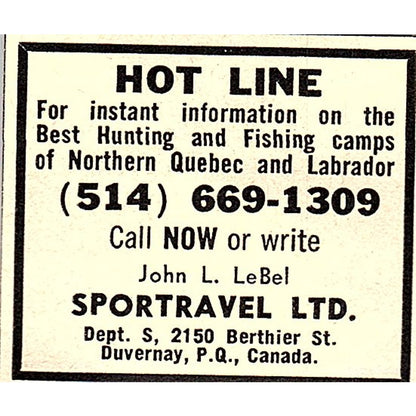 HOT LINE
For instant information on the
Best Hunting and Fishing camps
of Northern Quebec and Labrador
(514) 669-1309
Call NOW or write
John L. LeBel
SPORTRAVEL LTD.
Dept. S, 2150 Berthier St.
Duvernay, P.Q., Canada.